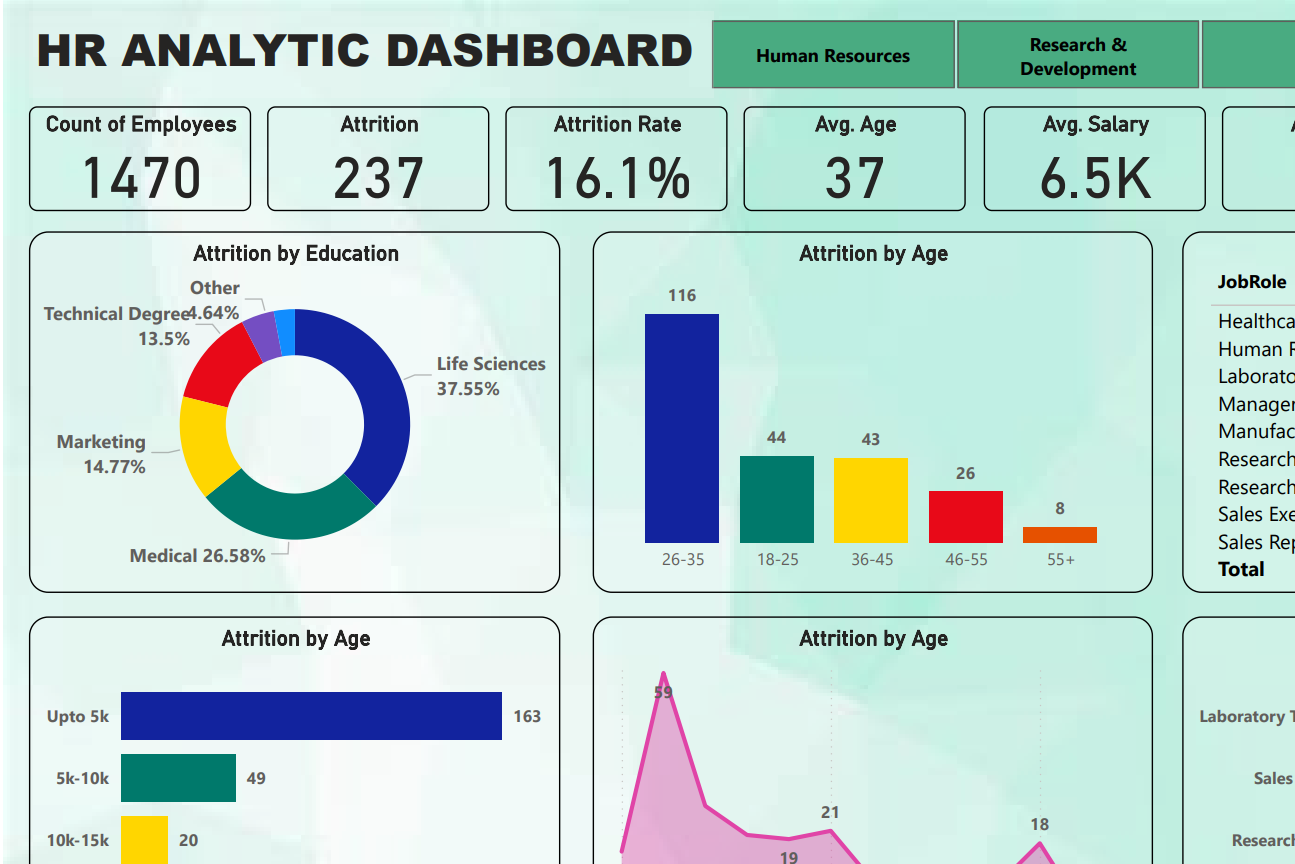 HR ANALYTIC DASHBOARD
Human Resources
Research &
Development
Count of Employees
1470
Attrition
237
Attrition Rate
16.1%
Avg. Age
37
Avg. Salary
6.5K
A
Attrition by Education
Other
4.64%
Technical Degree
13.5%
Life Sciences
37.55%
Marketing
14.77%
Medical 26.58%
Attrition by Age
116
44
43
26
8
26-35
18-25
36-45
46-55
55+
JobRole
Healthca
Human R
Laborato
Manager
Manufac
Research
Research
Sales Exe
Sales Rep
Total
Attrition by Age
Upto 5k
163
5k-10k
49
10k-15k
20
Attrition by Age
59
19
21
18
Laboratory T
Sales
Research